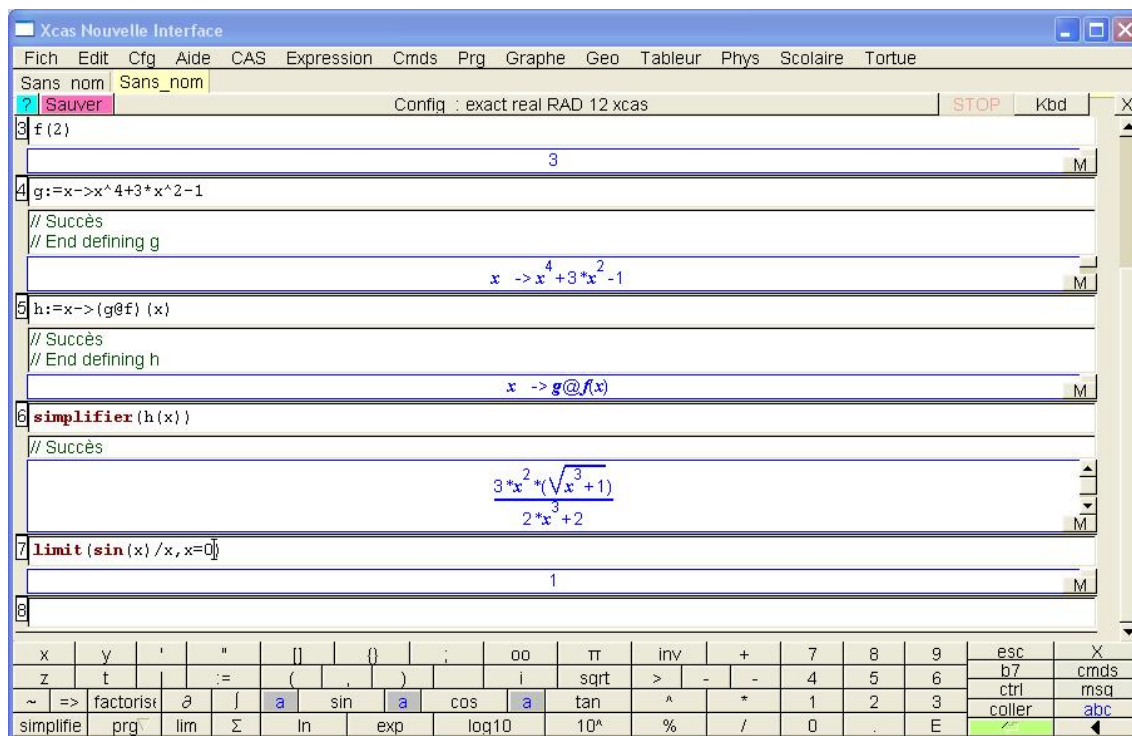 Xcas Nouvelle Interface
Fich Edit Cfg Aide CAS Expression Cmds Prg Graphe Geo Tableur Phys Scolaire Tortue
Sans nom Sans_nom
? Sauver Config : exact real RAD 12 xcas STOP Kbd X
3 f(2)
3
M
4 g:=x->x^4+3*x^2-1
// Succès
// End defining g
x -> x^4+3*x^2-1
M
5 h:=x->(g@f)(x)
// Succès
// End defining h
x -> g@f(x)
M
6 simplifier(h(x))
// Succès
3*x^2*(√x^3+1)
2*x^3+2
M
7 limit(sin(x)/x,x=0)
1
M
8
x y ' " [] {} ; oo π inv + 7 8 9 esc X
z t | := ( , ) i sqrt > - - 4 5 6 b7 cmds
~ => factorise ∂ ∫ a sin a cos a tan ^ * 1 2 3 ctrl msg
simplifie prg lim Σ ln exp log10 10^ % / 0 . E coller abc